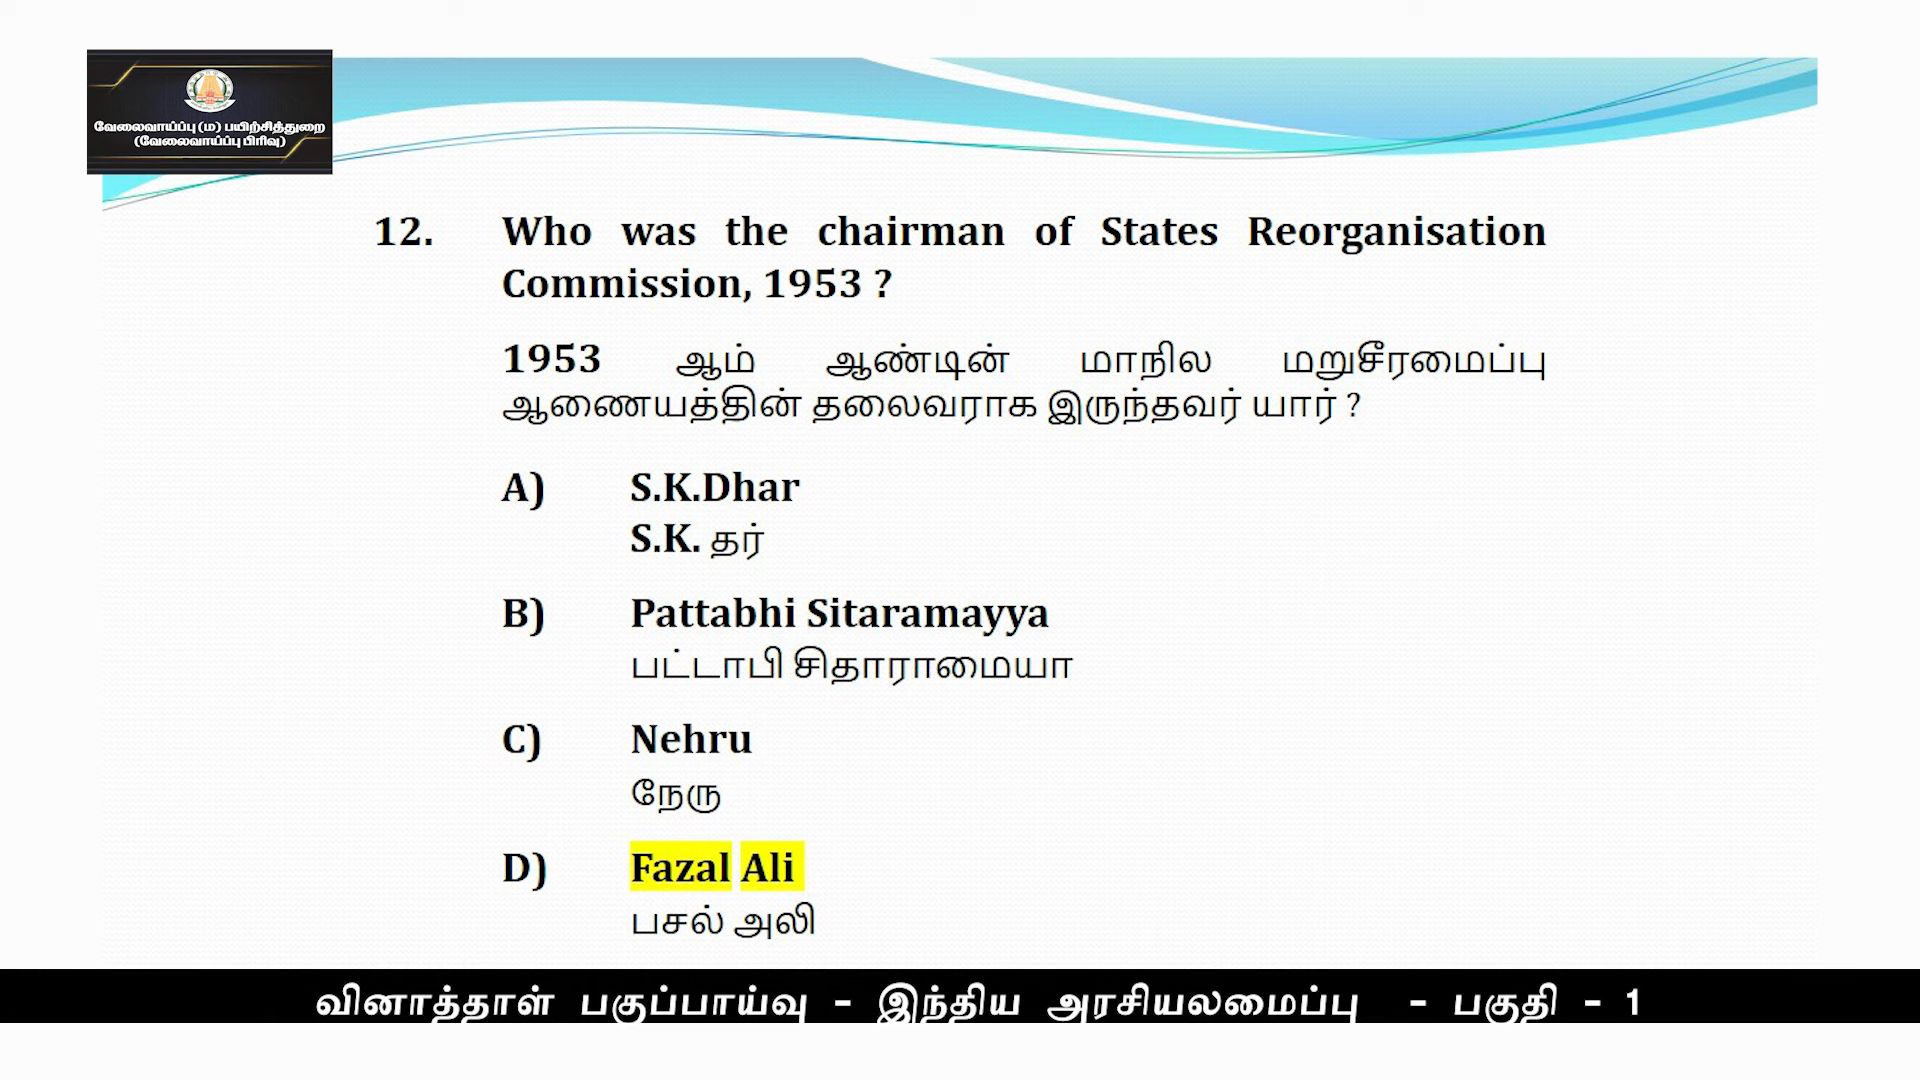 வேலைவாய்ப்பு (ம) பயிற்சித்துறை
(வேலைவாய்ப்பு பிரிவு)
12. Who was the chairman of States Reorganisation
Commission, 1953 ?
1953 ஆம் ஆண்டின் மாநில மறுசீரமைப்பு
ஆணையத்தின் தலைவராக இருந்தவர் யார் ?
A) S.K.Dhar
S.K. தர்
B) Pattabhi Sitaramayya
பட்டாபி சிதாராமையா
C) Nehru
நேரு
D) Fazal Ali
பசல் அலி
வினாத்தாள் பகுப்பாய்வு - இந்திய அரசியலமைப்பு - பகுதி - 1